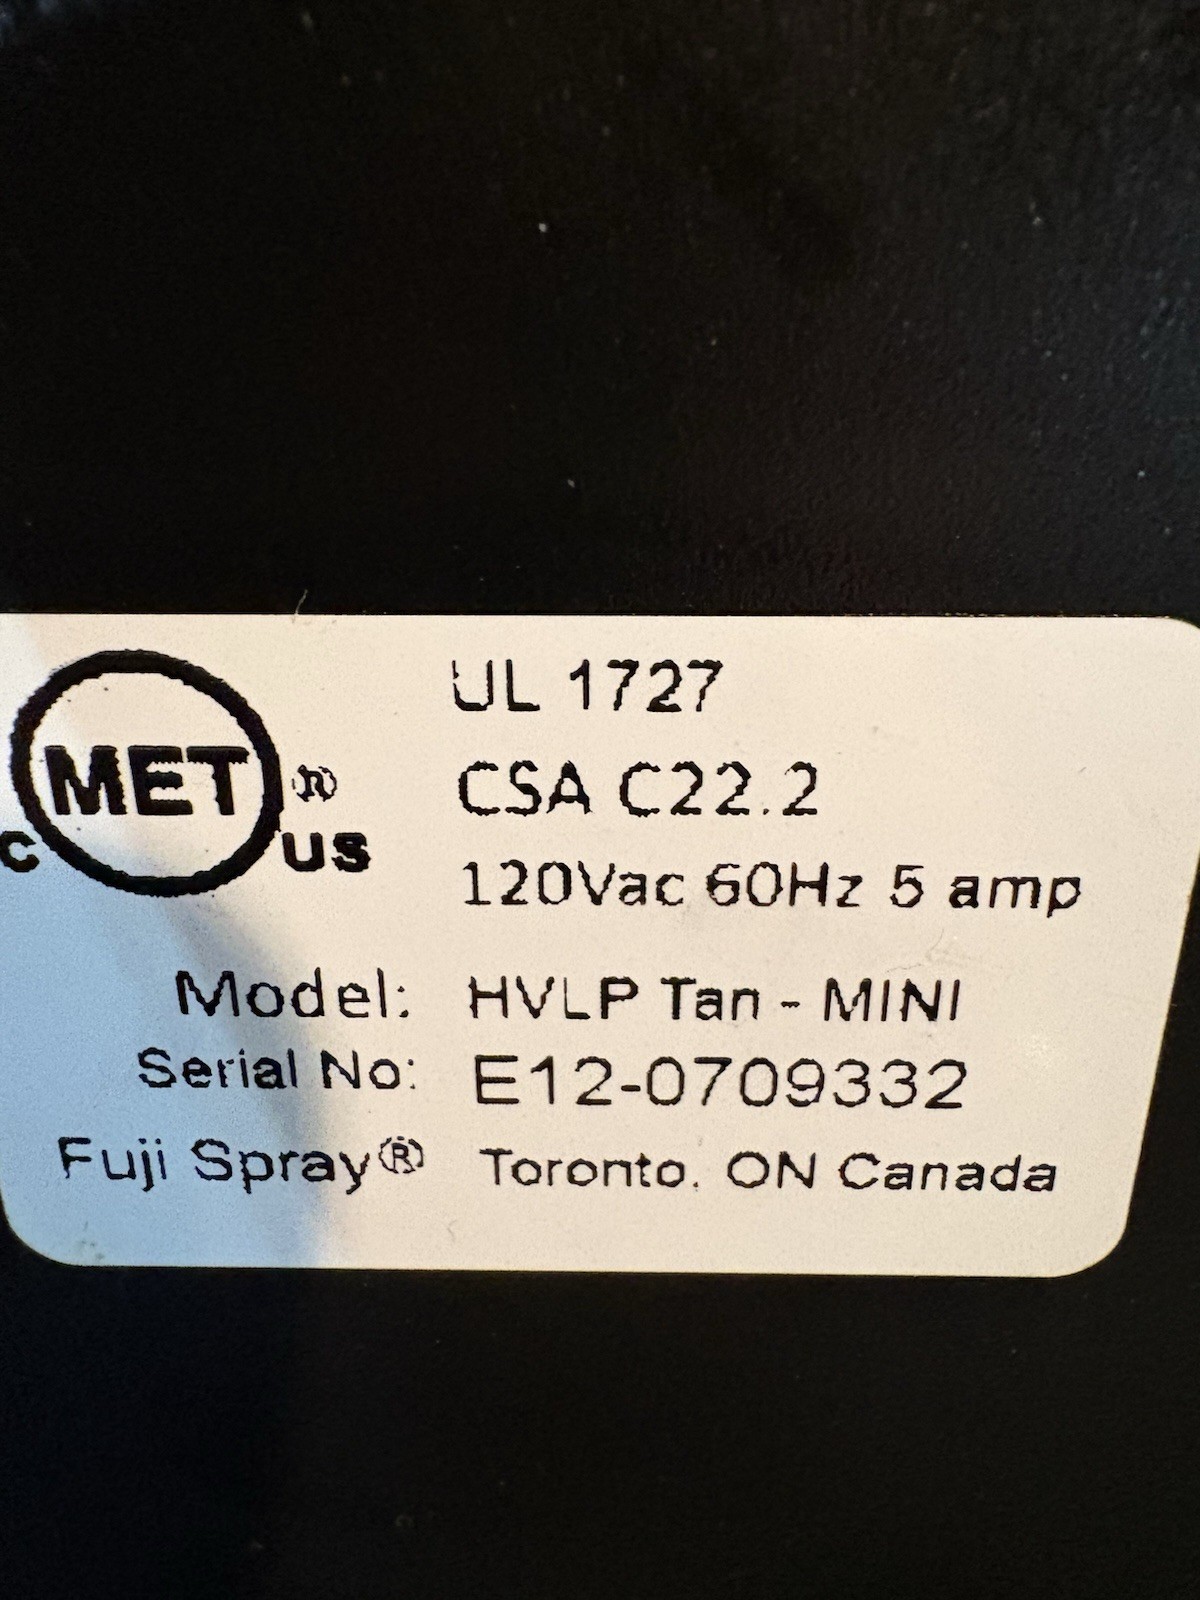 MET ®
C US
UL 1727
CSA C22.2
120Vac 60Hz 5 amp
Model: HVLP Tan - MINI
Serial No: E12-0709332
Fuji Spray® Toronto, ON Canada